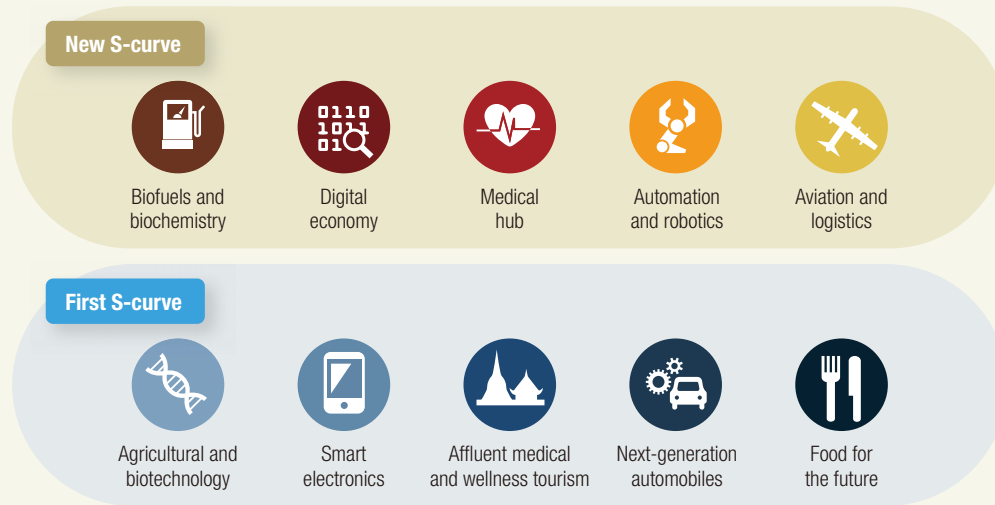 New S-curve
0110
1011
01
Biofuels and
biochemistry
Digital
economy
Medical
hub
Automation
and robotics
Aviation and
logistics
First S-curve
Agricultural and
biotechnology
Smart
electronics
Affluent medical
and wellness tourism
Next-generation
automobiles
Food for
the future